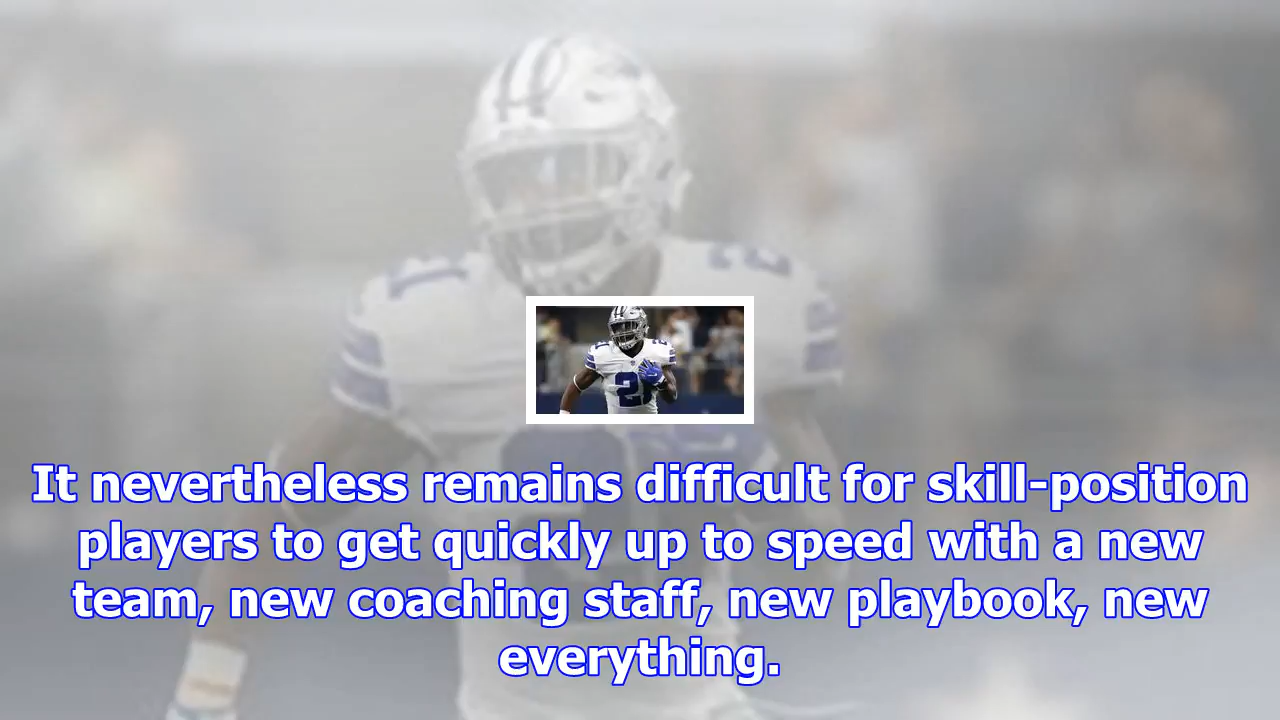 It nevertheless remains difficult for skill-position
players to get quickly up to speed with a new
team, new coaching staff, new playbook, new
everything.
21